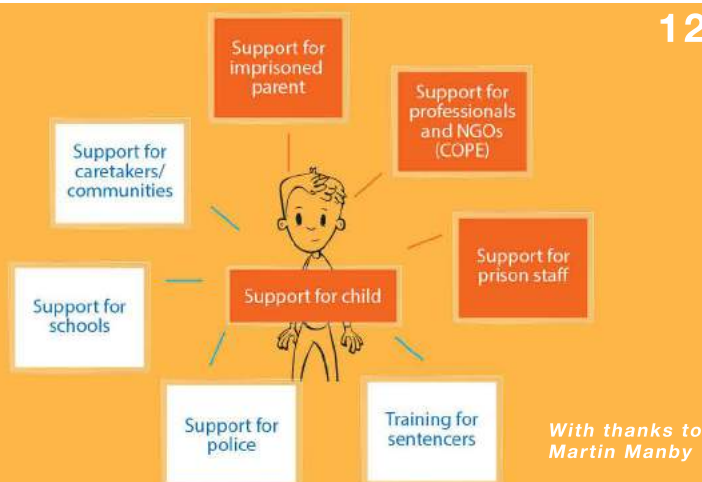 12
Support for
imprisoned
parent
Support for
professionals
and NGOs
(COPE)
Support for
caretakers/
communities
Support for
prison staff
Support for child
Support for
schools
Support for
police
Training for
sentencers
With thanks to
Martin Manby